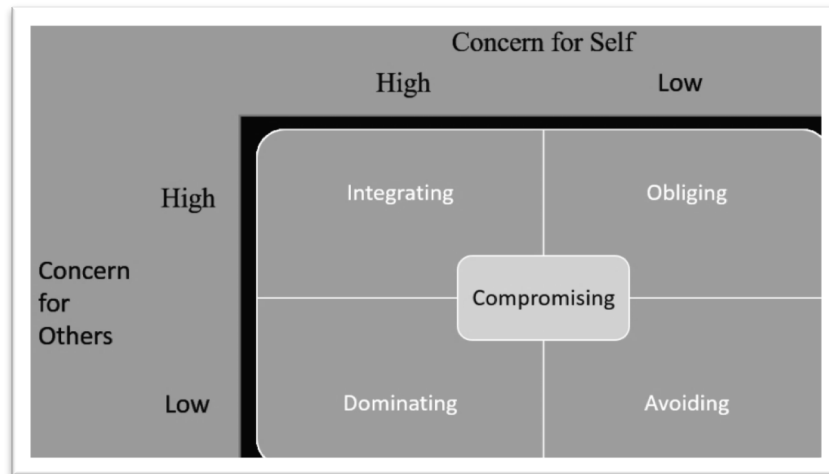 Concern for Self
High Low
High Integrating Obliging
Concern
for
Others
Compromising
Low Dominating Avoiding